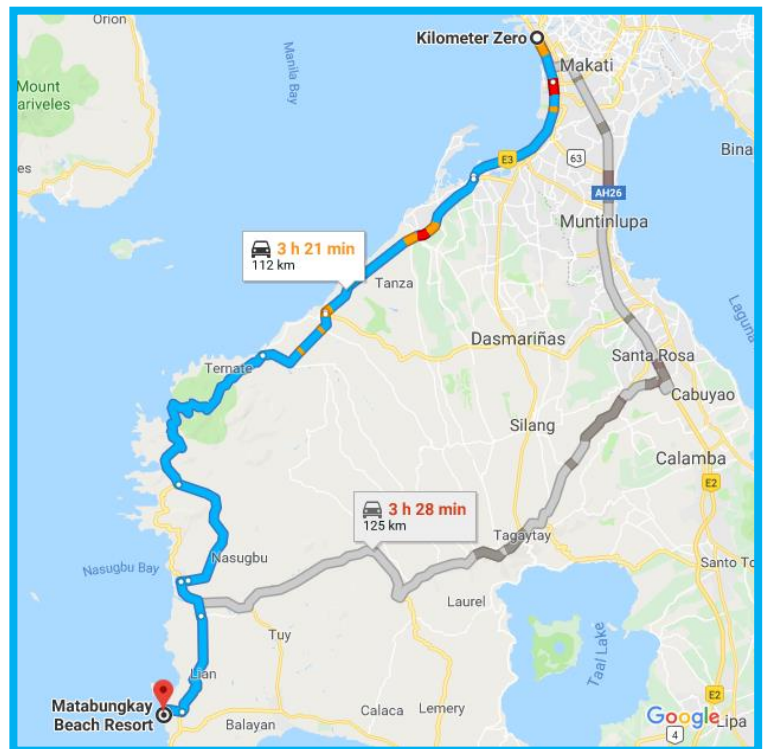 Orion
Kilometer Zero
Manila Bay
Makati
Mount
ariveles
Bina
es
E3
63
AH26
Muntinlupa
3 h 21 min
112 km
Tanza
Laguna
Dasmariñas
Ternate
Santa Rosa
Cabuyao
Silang
Calamba
E2
3 h 28 min
125 km
Tagaytay
Nasugbu
Nasugbu Bay
Santo To
Laurel
Taal Lake
Tuy
Lian
E2
Matabungkay
Beach Resort
Calaca
Lemery
Balayan
Google
4
Lipa